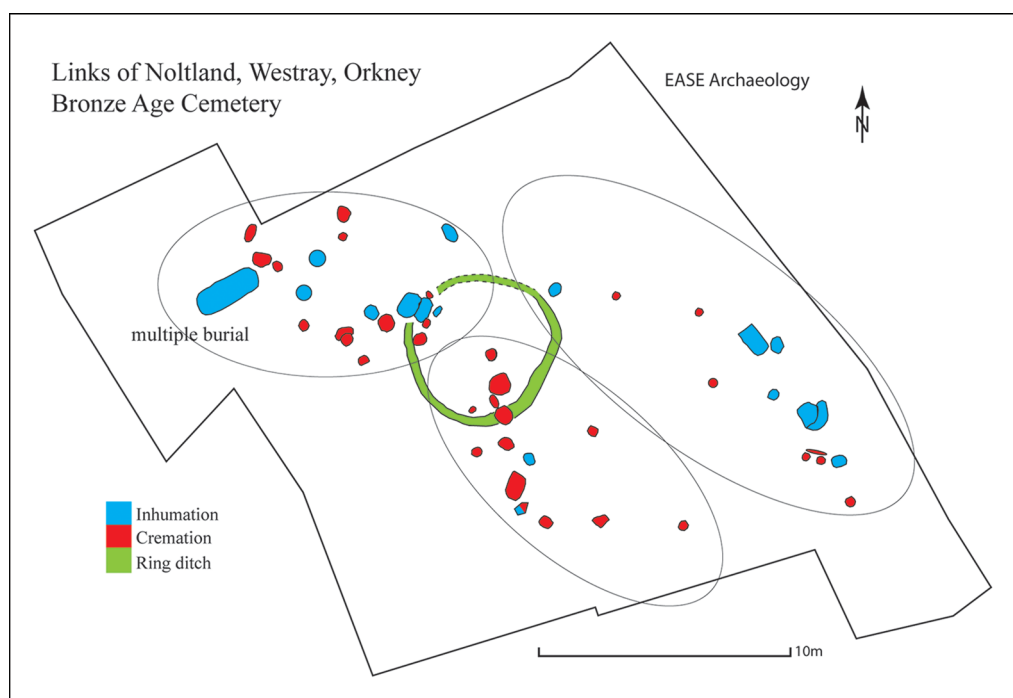 Links of Noltland, Westray, Orkney
Bronze Age Cemetery
EASE Archaeology
N
multiple burial
Inhumation
Cremation
Ring ditch
10m